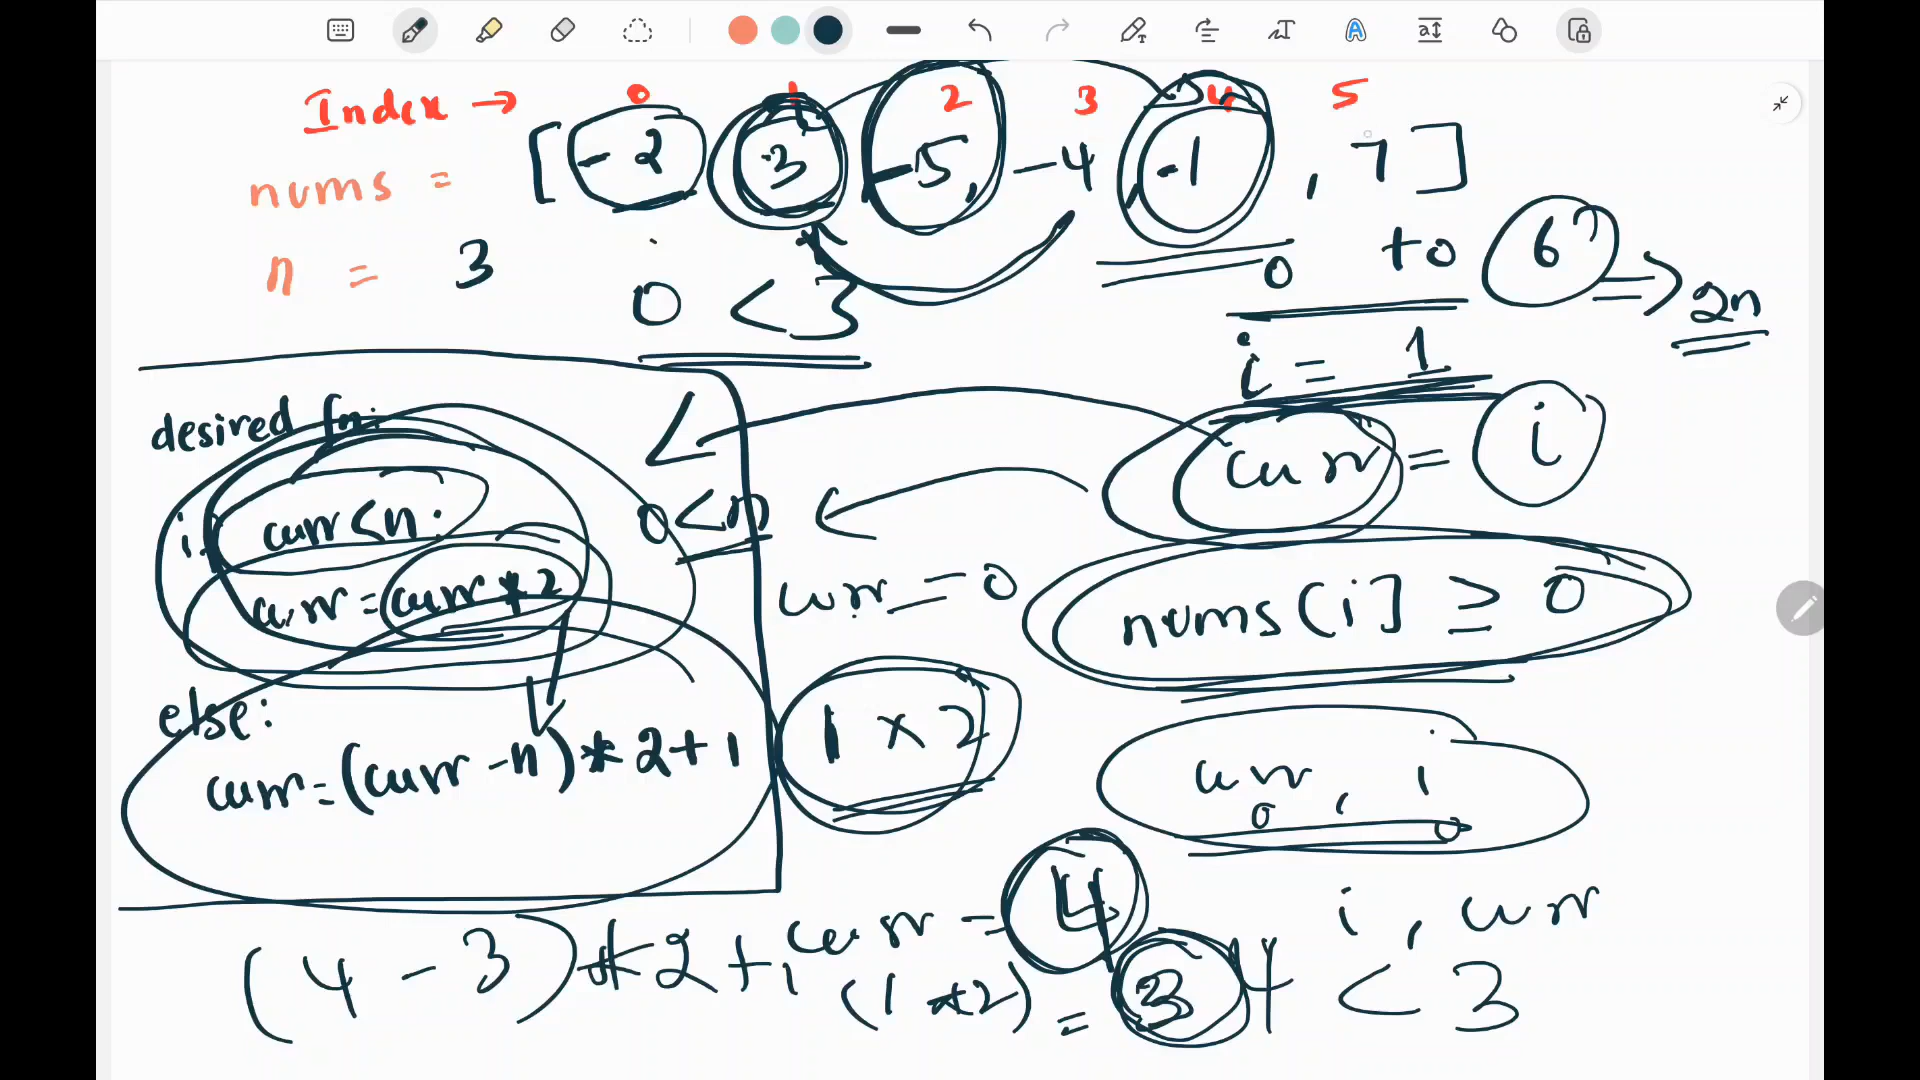 Index → 0 1 2 3 4 5
nums = [-2 3 -5, -4 -1 , 7]
n = 3
0 to 6 => 2n
0 < 3
i = 1
desired fn:
<
curr = i
if curr < n:
0 < n
curr = curr * 2
curr = 0
nums[i] ≥ 0
else:
curr = (curr - n) * 2 + 1
1 x 2
curr, i
0 0
curr = 4
i, curr
(4 - 3) * 2 + 1
(1 * 2) = 3
4 < 3